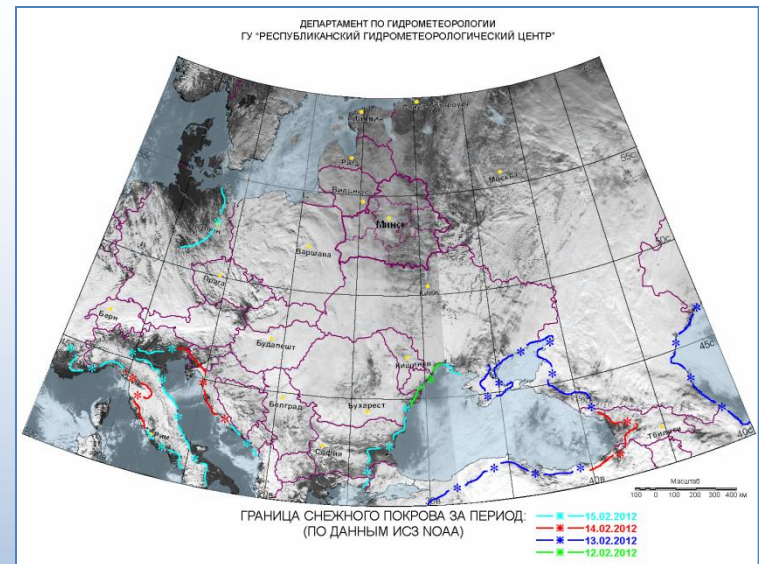 ДЕПАРТАМЕНТ ПО ГИДРОМЕТЕОРОЛОГИИ
ГУ "РЕСПУБЛИКАНСКИЙ ГИДРОМЕТЕОРОЛОГИЧЕСКИЙ ЦЕНТР"
55с
Рига
Москва
Вильнюс
Минск
Варшава
50с
Прага
Киев
Берн
45с
Будапешт
Кишинев
Белград
Бухарест
Рим
София
Тбилиси
40с
40в
Масштаб
100 0 100 200 300 400 км
ГРАНИЦА СНЕЖНОГО ПОКРОВА ЗА ПЕРИОД:
(ПО ДАННЫМ ИСЗ NOAA)
15.02.2012
14.02.2012
13.02.2012
12.02.2012